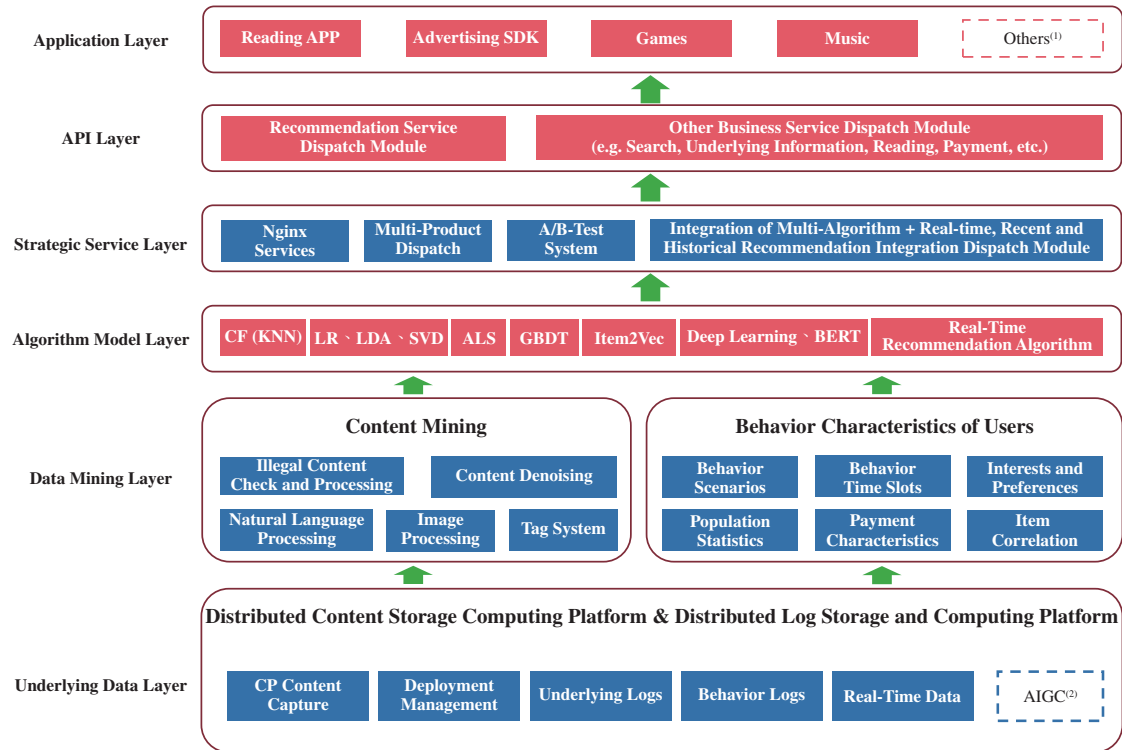 Application Layer
Reading APP
Advertising SDK
Games
Music
Others(1)
API Layer
Recommendation Service
Dispatch Module
Other Business Service Dispatch Module
(e.g. Search, Underlying Information, Reading, Payment, etc.)
Strategic Service Layer
Nginx
Services
Multi-Product
Dispatch
A/B-Test
System
Integration of Multi-Algorithm + Real-time, Recent and
Historical Recommendation Integration Dispatch Module
Algorithm Model Layer
CF (KNN)
LR、LDA、SVD
ALS
GBDT
Item2Vec
Deep Learning、BERT
Real-Time
Recommendation Algorithm
Data Mining Layer
Content Mining
Illegal Content
Check and Processing
Content Denoising
Natural Language
Processing
Image
Processing
Tag System
Behavior Characteristics of Users
Behavior
Scenarios
Behavior
Time Slots
Interests and
Preferences
Population
Statistics
Payment
Characteristics
Item
Correlation
Distributed Content Storage Computing Platform & Distributed Log Storage and Computing Platform
Underlying Data Layer
CP Content
Capture
Deployment
Management
Underlying Logs
Behavior Logs
Real-Time Data
AIGC(2)